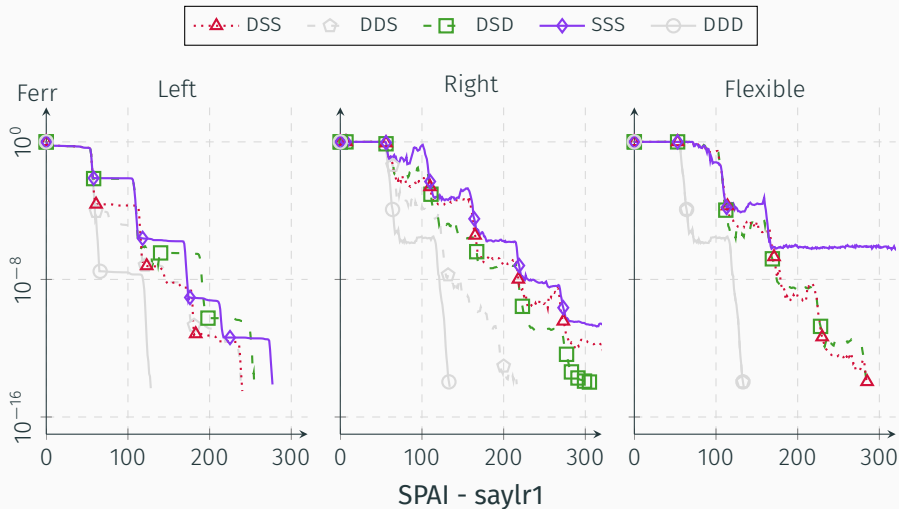 DSS DDS DSD SSS DDD
Ferr Left Right Flexible
10^0
10^−8
10^−16
0 100 200 300 0 100 200 300 0 100 200 300
SPAI - saylr1